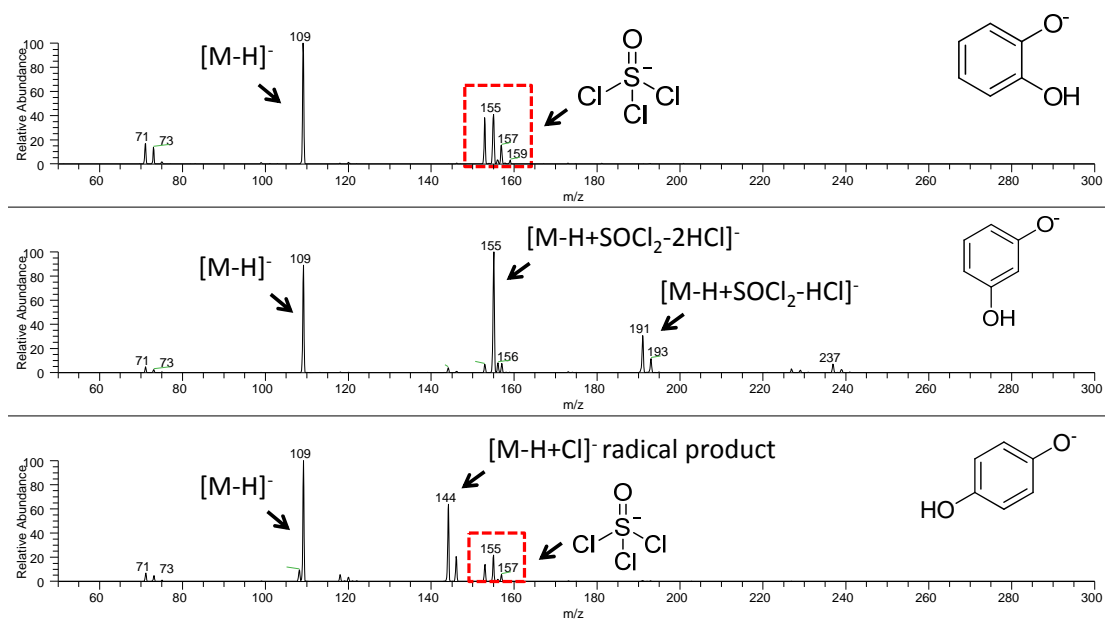 [M-H]-
109
O
S-
Cl
Cl
Cl
O-
OH
Relative Abundance
100
80
60
40
20
0
71
73
155
157
159
60 80 100 120 140 160 180 200 220 240 260 280 300
m/z
[M-H+SOCl2-2HCl]-
[M-H]-
109
155
[M-H+SOCl2-HCl]-
O-
OH
Relative Abundance
100
80
60
40
20
0
71
73
156
191
193
237
60 80 100 120 140 160 180 200 220 240 260 280 300
m/z
[M-H+Cl]- radical product
[M-H]-
109
144
O
S-
Cl
Cl
Cl
O-
HO
Relative Abundance
100
80
60
40
20
0
71
73
155
157
60 80 100 120 140 160 180 200 220 240 260 280 300
m/z